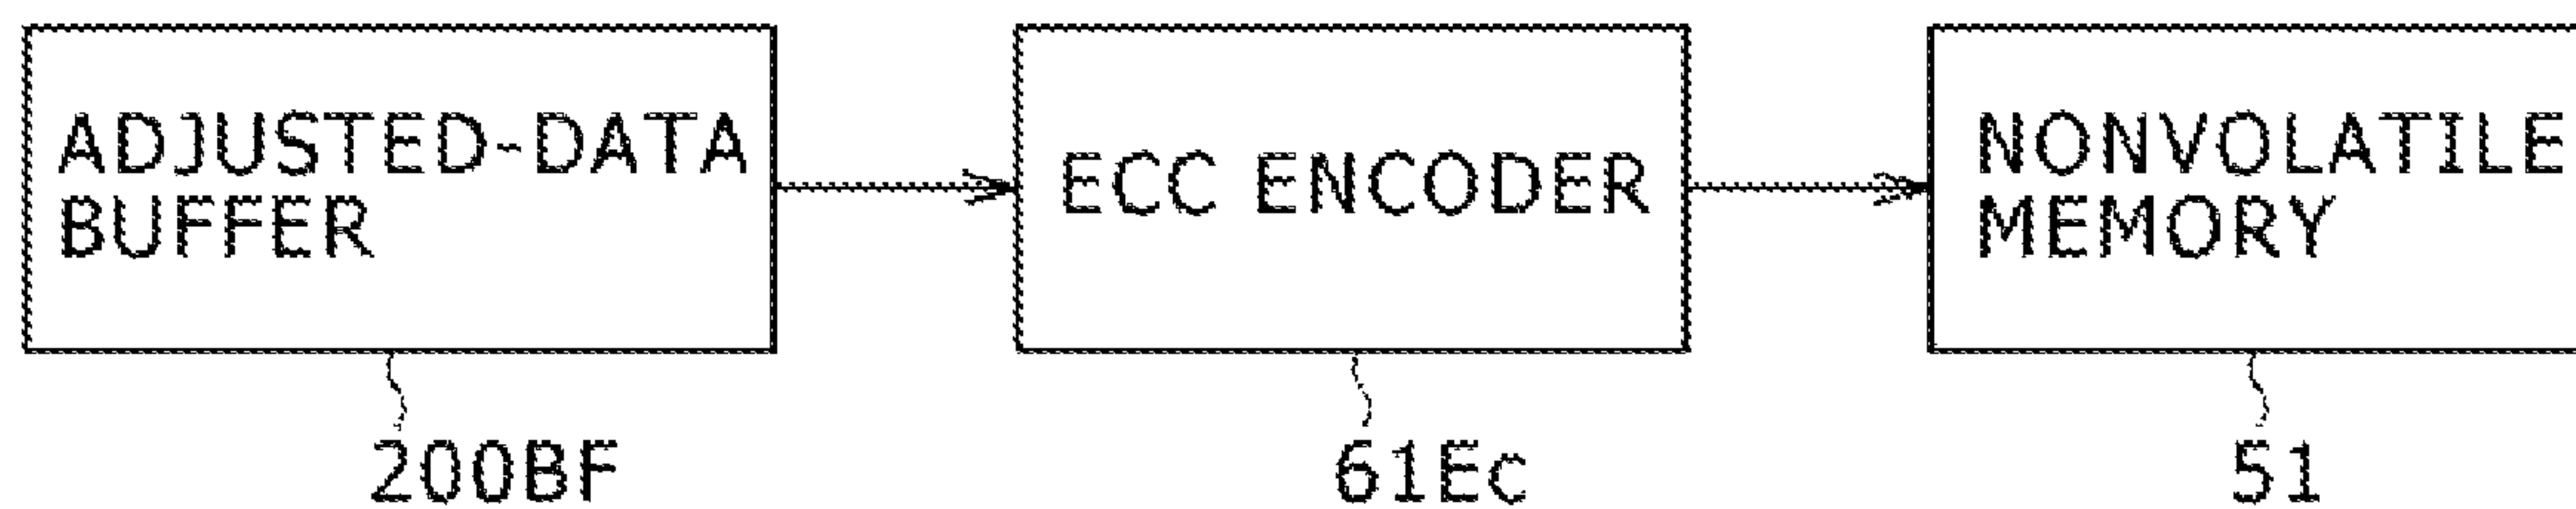 ADJUSTED-DATA
BUFFER
ECC ENCODER
NONVOLATILE
MEMORY
200BF
61Ec
51